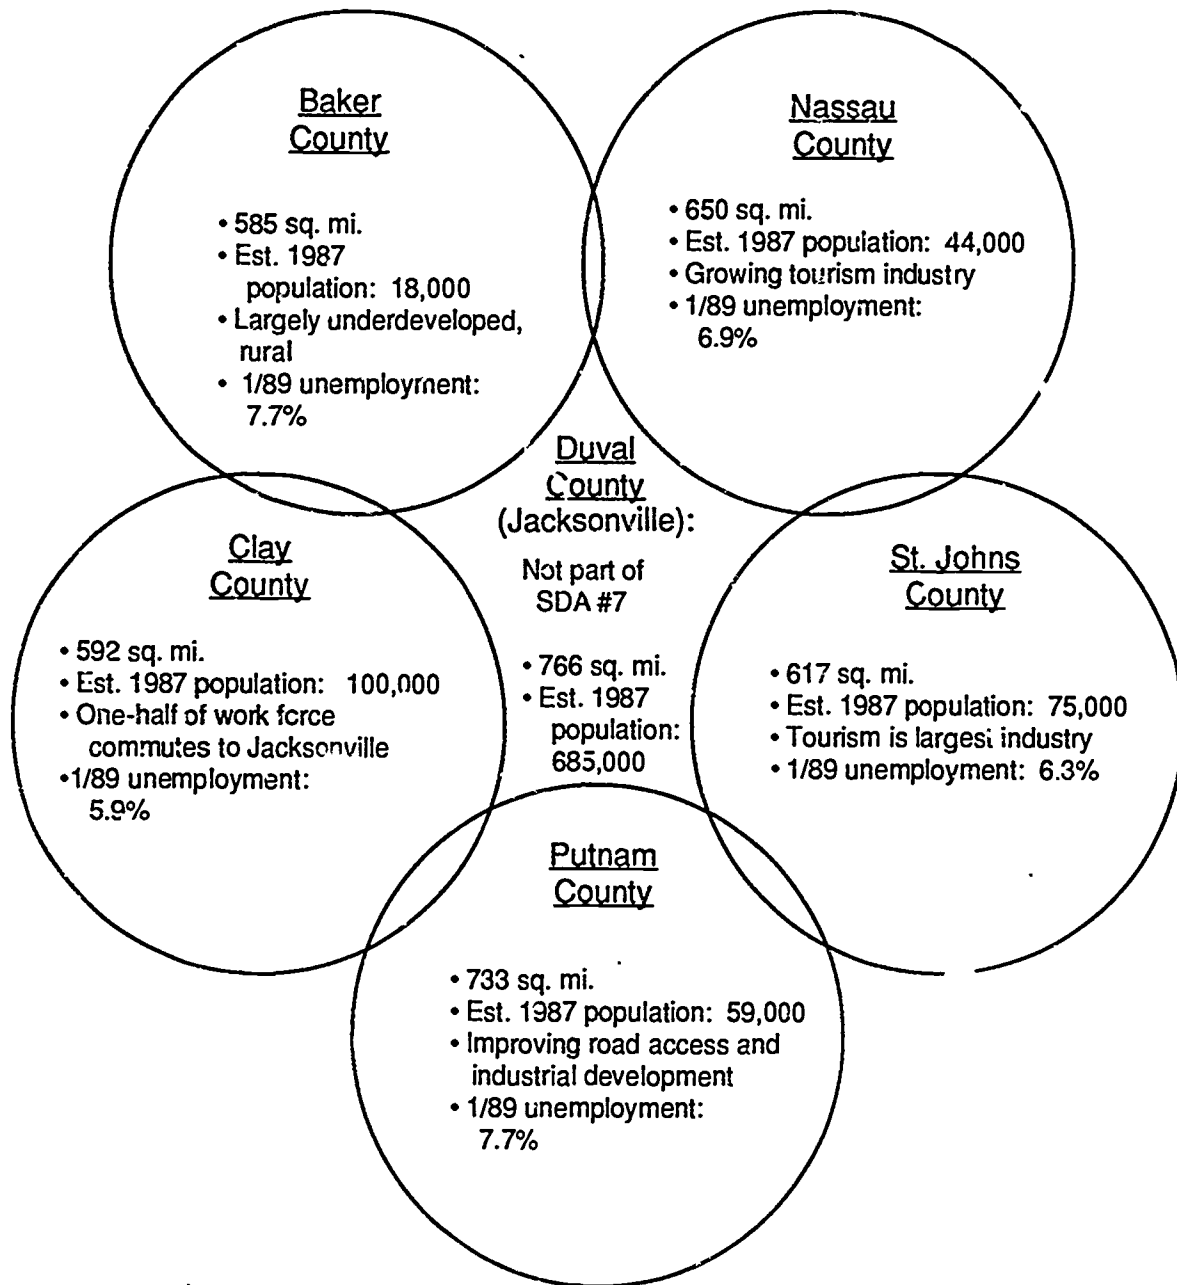 Baker
County
• 585 sq. mi.
• Est. 1987
population: 18,000
• Largely underdeveloped,
rural
• 1/89 unemployment:
7.7%
Nassau
County
• 650 sq. mi.
• Est. 1987 population: 44,000
• Growing tourism industry
• 1/89 unemployment:
6.9%
Duval
County
(Jacksonville):
Not part of
SDA #7
• 766 sq. mi.
• Est. 1987
population:
685,000
Clay
County
• 592 sq. mi.
• Est. 1987 population: 100,000
• One-half of work force
commutes to Jacksonville
•1/89 unemployment:
5.9%
St. Johns
County
• 617 sq. mi.
• Est. 1987 population: 75,000
• Tourism is largest industry
• 1/89 unemployment: 6.3%
Putnam
County
• 733 sq. mi.
• Est. 1987 population: 59,000
• Improving road access and
industrial development
• 1/89 unemployment:
7.7%